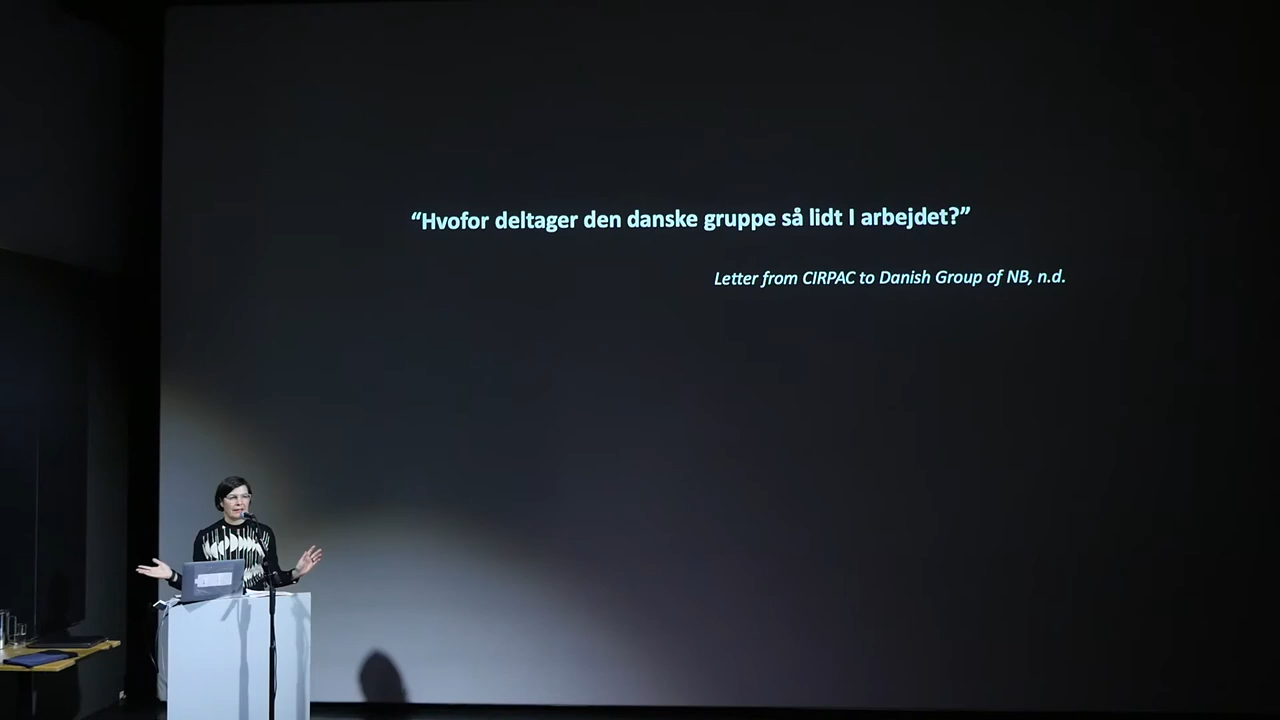 “Hvofor deltager den danske gruppe så lidt I arbejdet?”
Letter from CIRPAC to Danish Group of NB, n.d.